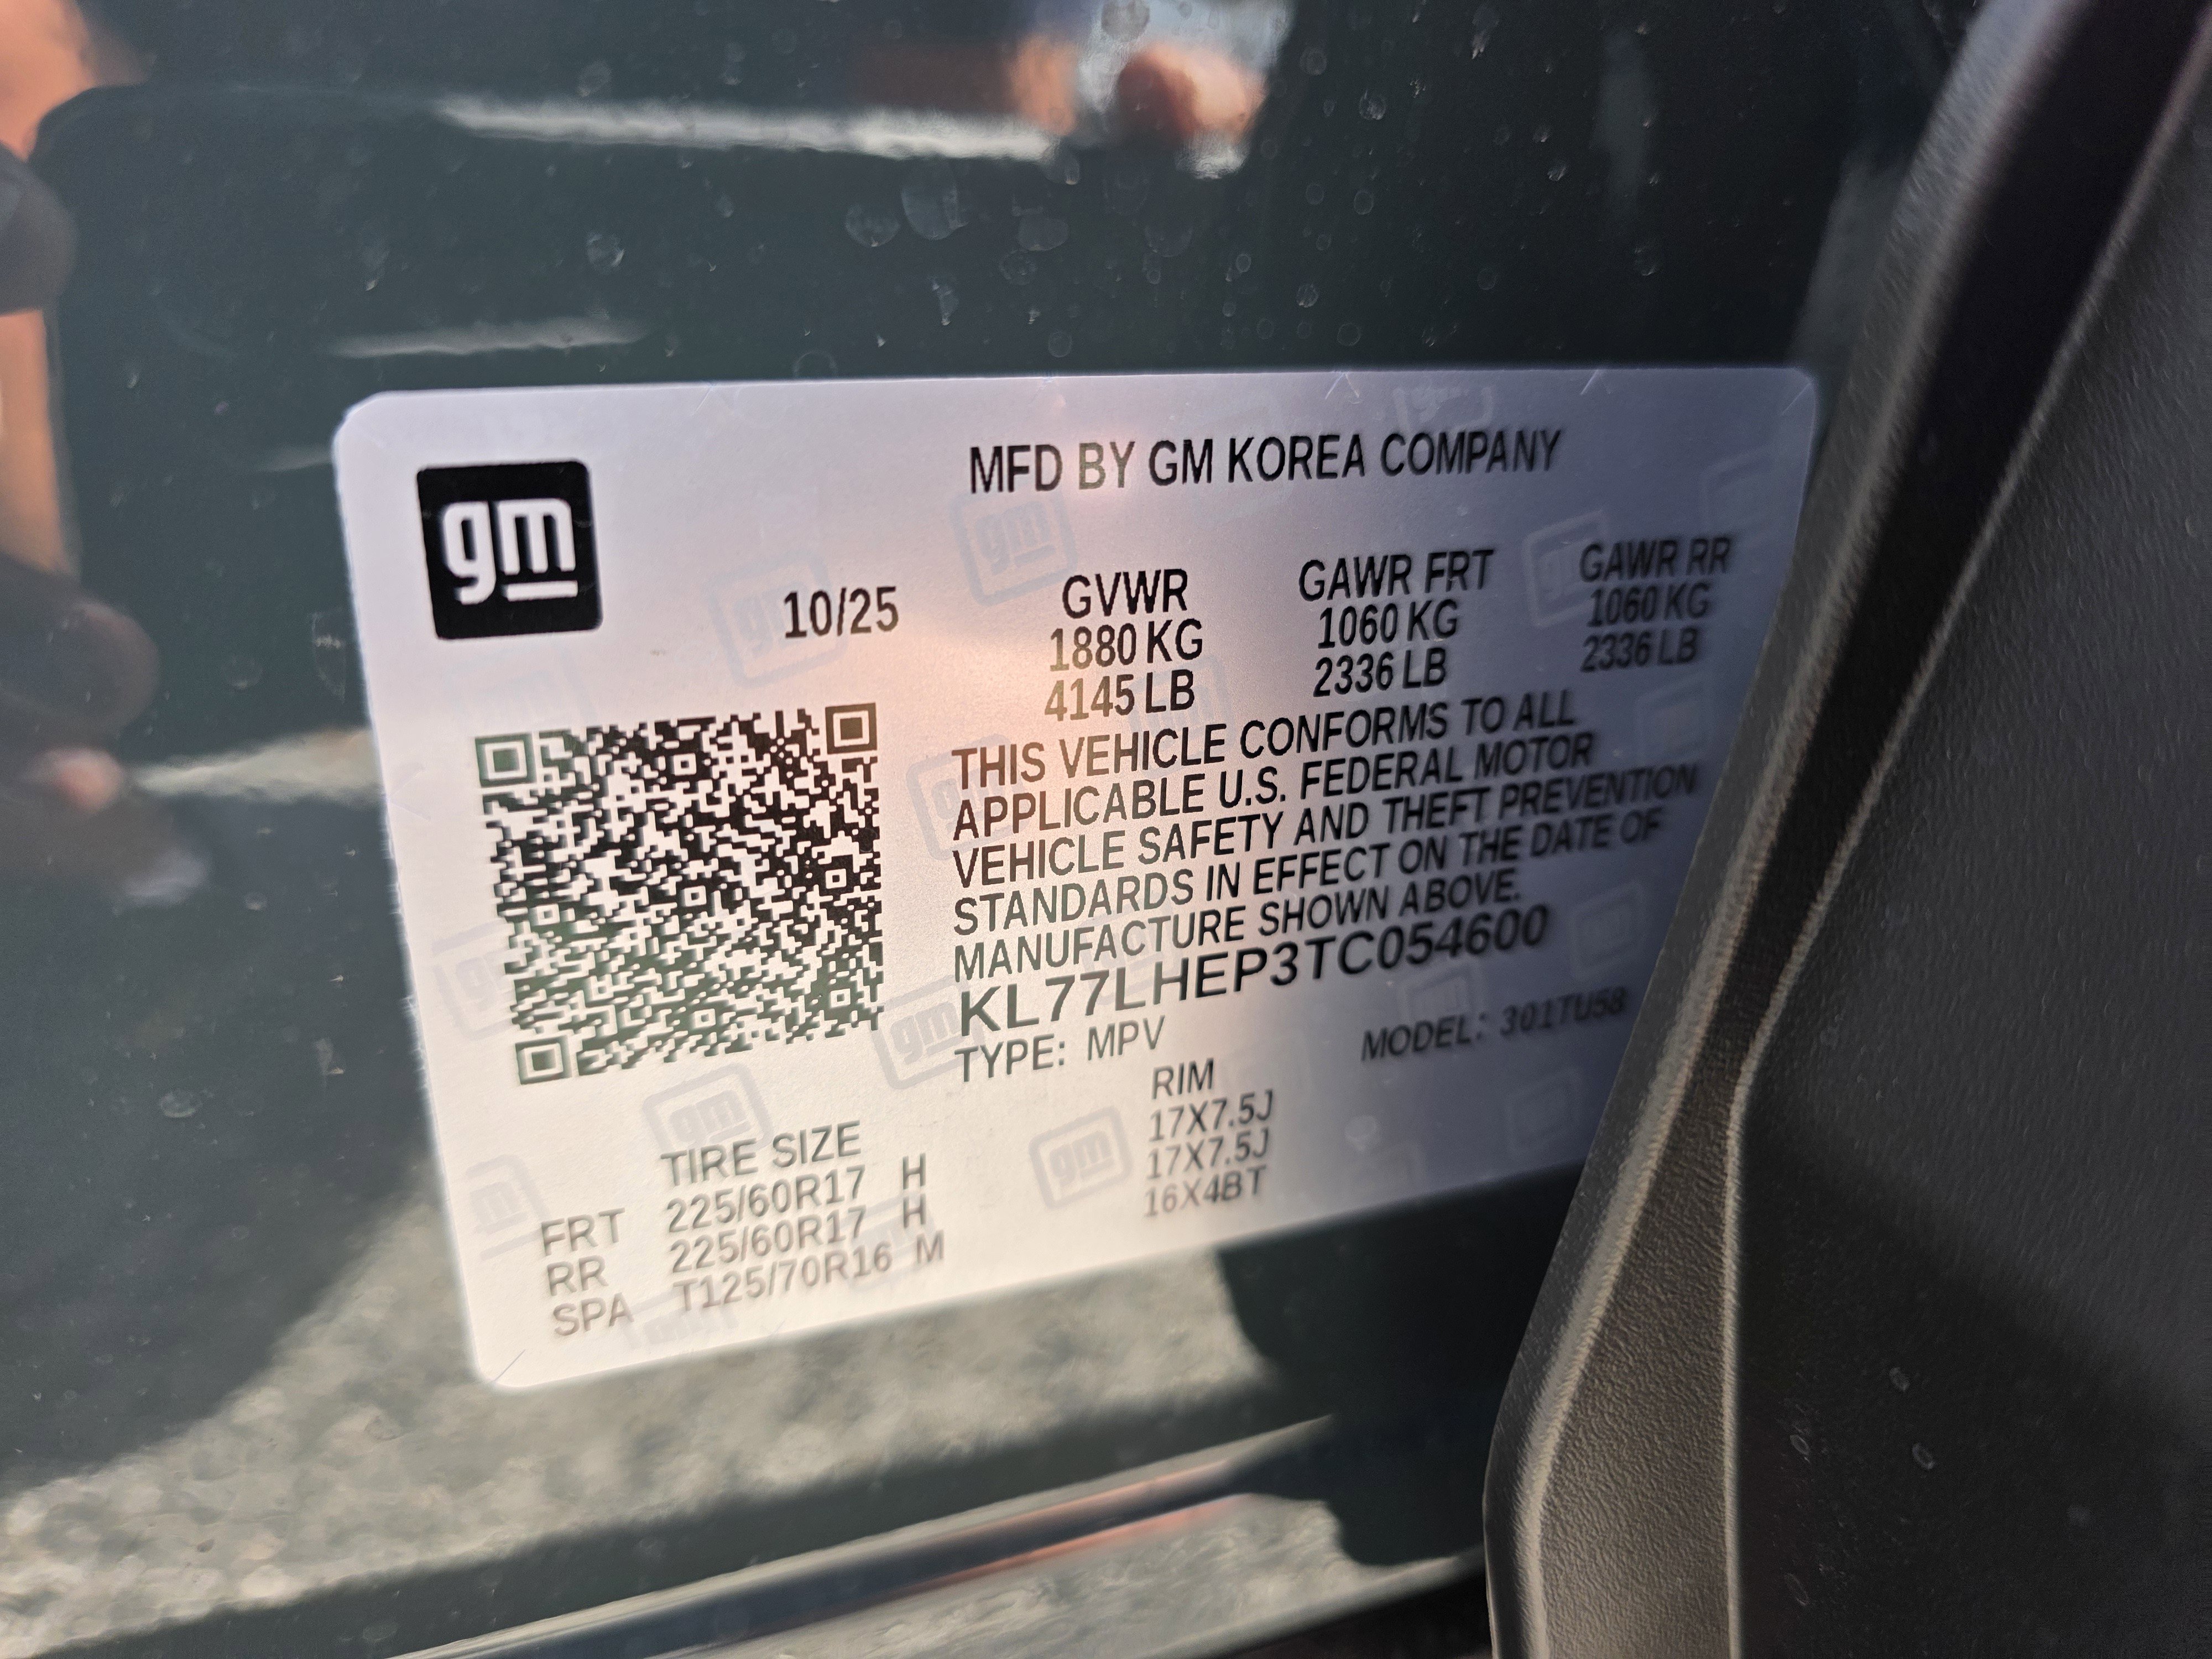 gm
MFD BY GM KOREA COMPANY
10/25
GVWR GAWR FRT GAWR RR
1880 KG 1060 KG 1060 KG
4145 LB 2336 LB 2336 LB
THIS VEHICLE CONFORMS TO ALL
APPLICABLE U.S. FEDERAL MOTOR
VEHICLE SAFETY AND THEFT PREVENTION
STANDARDS IN EFFECT ON THE DATE OF
MANUFACTURE SHOWN ABOVE.
KL77LHEP3TC054600
TYPE: MPV MODEL: 301TU58
TIRE SIZE RIM
FRT 225/60R17 H 17X7.5J
RR 225/60R17 H 17X7.5J
SPA T125/70R16 M 16X4BT